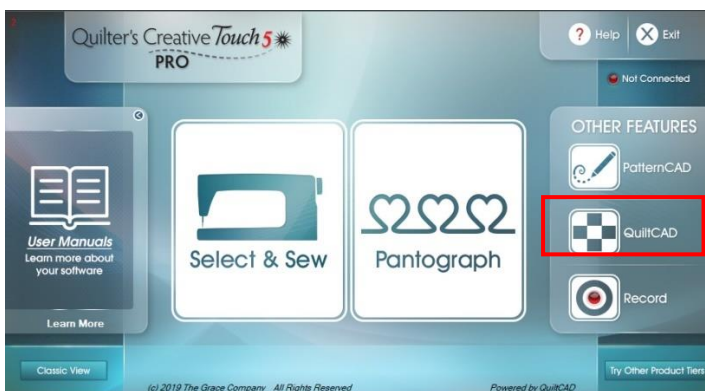 Quilter's Creative Touch 5
PRO
Help
Exit
Not Connected
User Manuals
Learn more about
your software
Learn More
Select & Sew
Pantograph
OTHER FEATURES
PatternCAD
QuiltCAD
Record
Classic View
(c) 2019 The Grace Company All Rights Reserved
Powered by QuiltCAD
Try Other Product Tiers